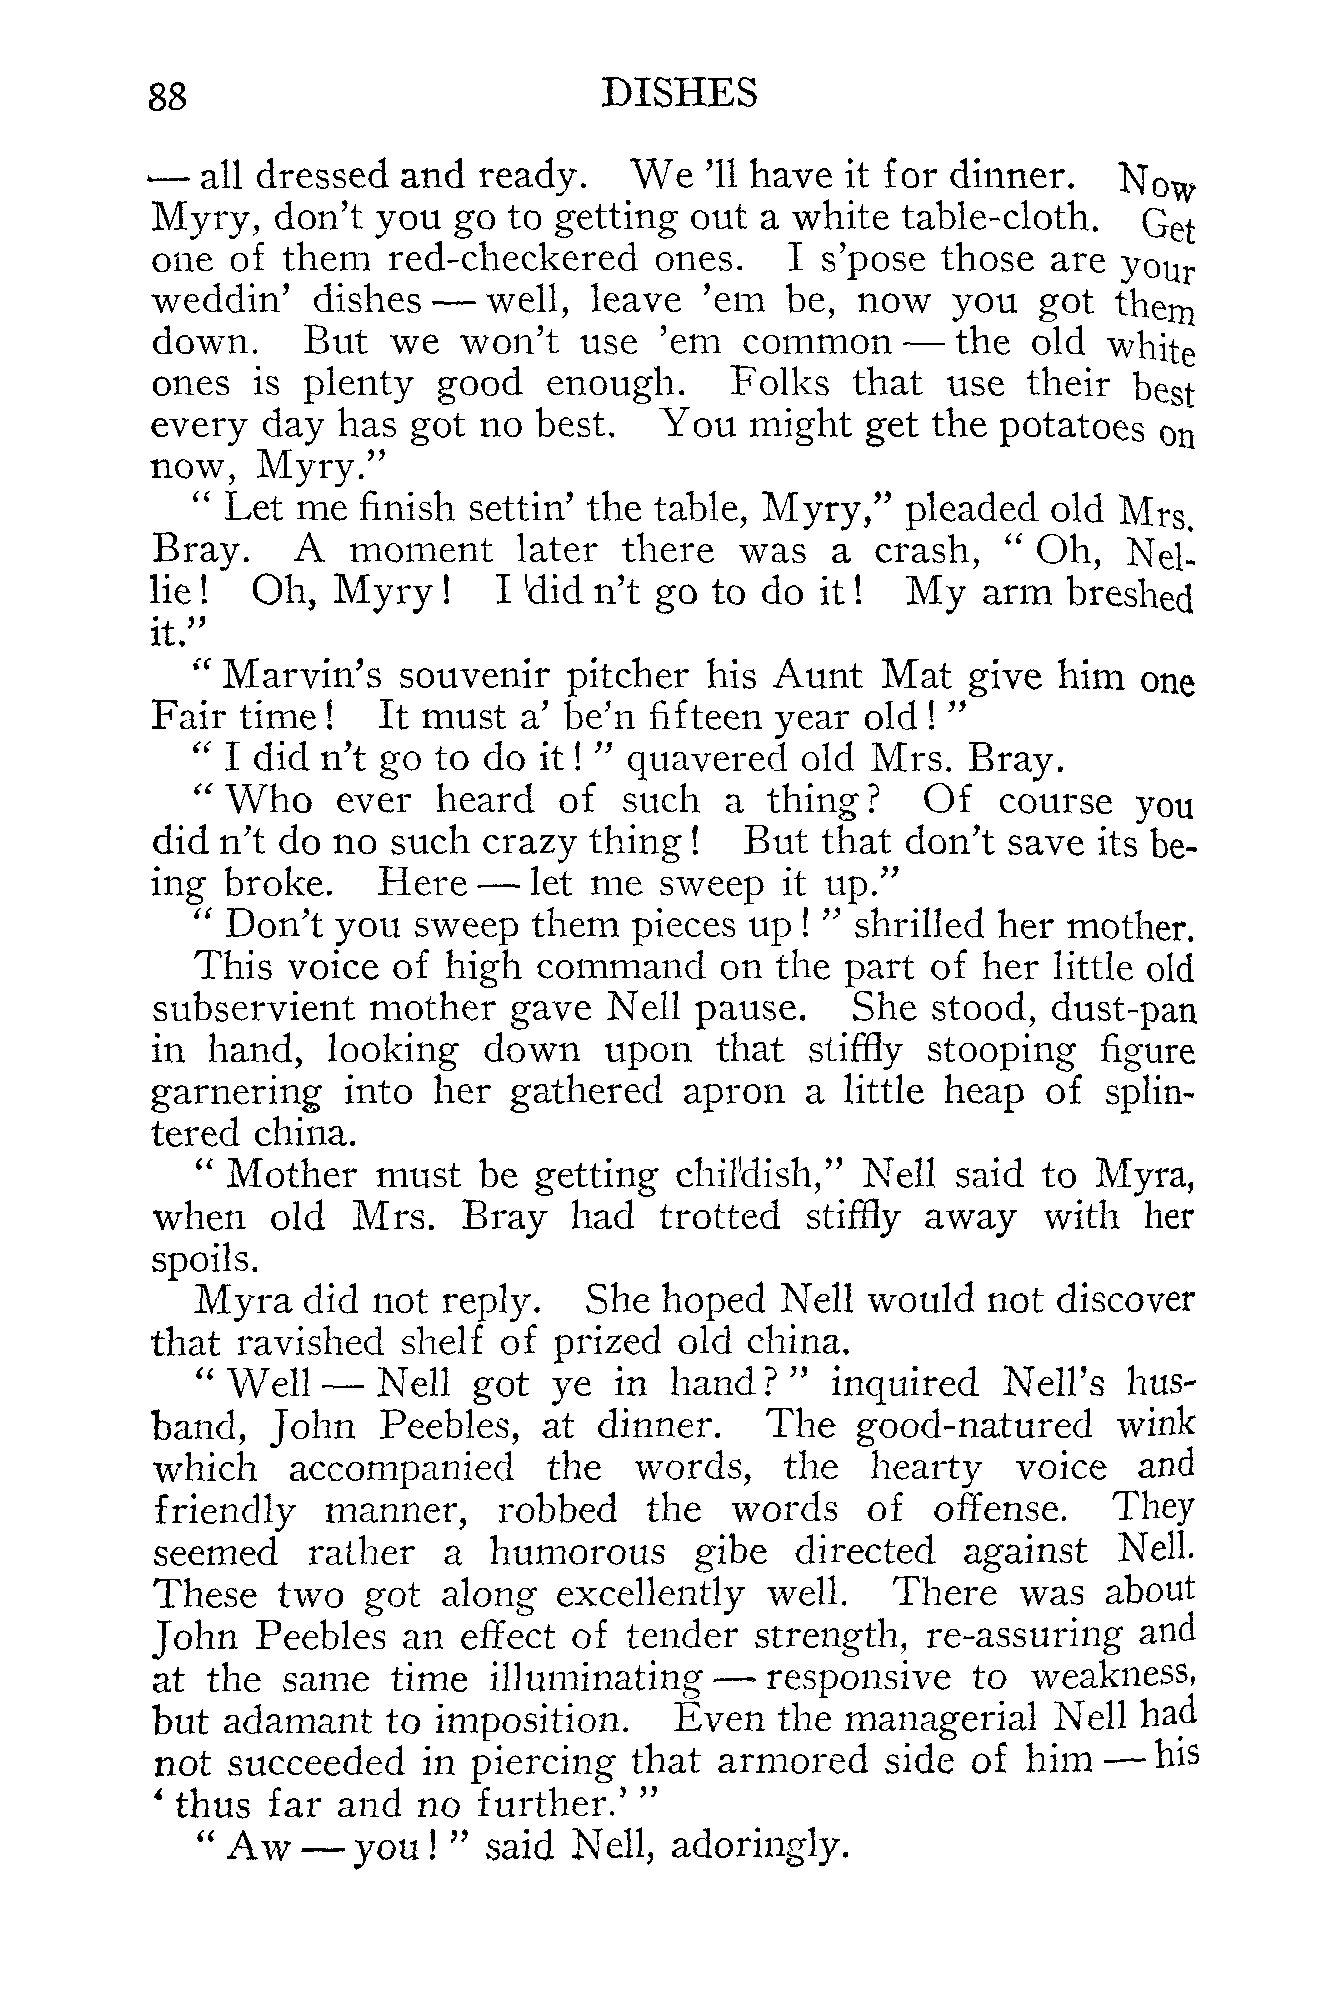 88 DISHES
— all dressed and ready. We 'll have it for dinner. Now
Myry, don't you go to getting out a white table-cloth. Get
one of them red-checkered ones. I s'pose those are your
weddin' dishes — well, leave 'em be, now you got them
down. But we won't use 'em common — the old white
ones is plenty good enough. Folks that use their best
every day has got no best. You might get the potatoes on
now, Myry."
" Let me finish settin' the table, Myry," pleaded old Mrs.
Bray. A moment later there was a crash, " Oh, Nel-
lie! Oh, Myry! I did n't go to do it! My arm breshed
it."
" Marvin's souvenir pitcher his Aunt Mat give him one
Fair time! It must a' be'n fifteen year old! "
" I did n't go to do it! " quavered old Mrs. Bray.
" Who ever heard of such a thing? Of course you
did n't do no such crazy thing! But that don't save its be-
ing broke. Here — let me sweep it up."
" Don't you sweep them pieces up! " shrilled her mother.
This voice of high command on the part of her little old
subservient mother gave Nell pause. She stood, dust-pan
in hand, looking down upon that stiffly stooping figure
garnering into her gathered apron a little heap of splin-
tered china.
" Mother must be getting childish," Nell said to Myra,
when old Mrs. Bray had trotted stiffly away with her
spoils.
Myra did not reply. She hoped Nell would not discover
that ravished shelf of prized old china.
" Well — Nell got ye in hand? " inquired Nell's hus-
band, John Peebles, at dinner. The good-natured wink
which accompanied the words, the hearty voice and
friendly manner, robbed the words of offense. They
seemed rather a humorous gibe directed against Nell.
These two got along excellently well. There was about
John Peebles an effect of tender strength, re-assuring and
at the same time illuminating — responsive to weakness,
but adamant to imposition. Even the managerial Nell had
not succeeded in piercing that armored side of him — his
' thus far and no further.' "
" Aw — you! " said Nell, adoringly.